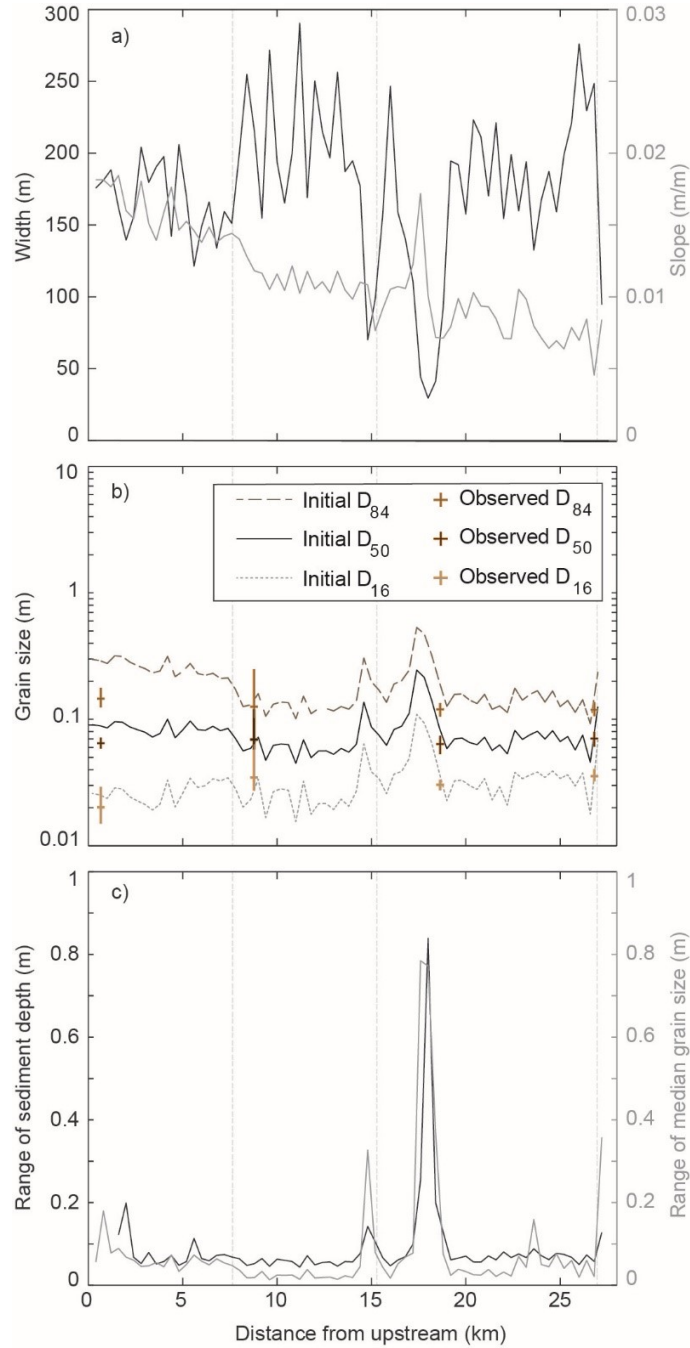 a)
300
250
200
150
100
50
0
Width (m)
0.03
0.02
0.01
0
Slope (m/m)
b)
10
1
0.1
0.01
Grain size (m)
Initial D84
Initial D50
Initial D16
Observed D84
Observed D50
Observed D16
c)
1
0.8
0.6
0.4
0.2
0
Range of sediment depth (m)
1
0.8
0.6
0.4
0.2
0
Range of median grain size (m)
0 5 10 15 20 25
Distance from upstream (km)